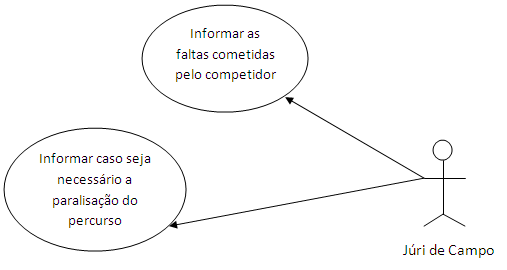 Informar as
faltas cometidas
pelo competidor
Informar caso seja
necessário a
paralisação do
percurso
Júri de Campo